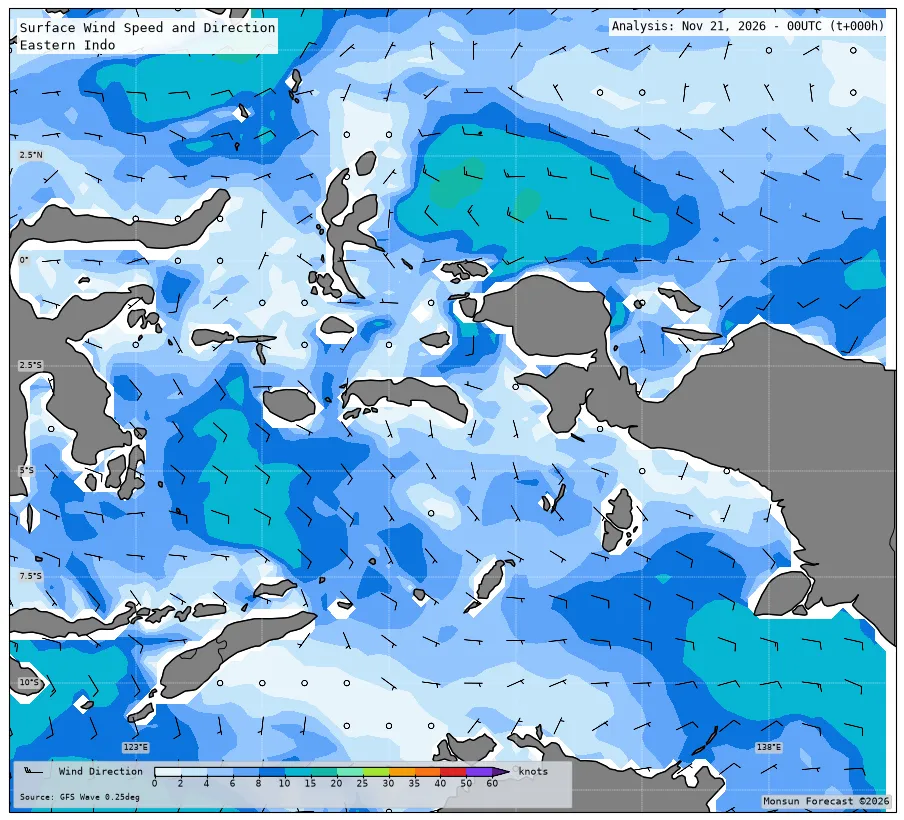 Surface Wind Speed and Direction
Eastern Indo
Analysis: Nov 21, 2026 - 00UTC (t+000h)
2.5°N
0°
2.5°S
5°S
7.5°S
10°S
123°E
138°E
Wind Direction
knots
0 2 4 6 8 10 15 20 25 30 35 40 50 60
Source: GFS Wave 0.25deg
Monsun Forecast ©2026